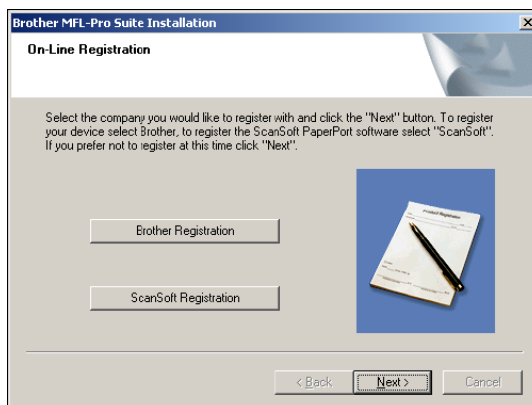 Brother MFL-Pro Suite Installation
On-Line Registration
Select the company you would like to register with and click the "Next" button. To register
your device select Brother, to register the ScanSoft PaperPort software select "ScanSoft".
If you prefer not to register at this time click "Next".
Product Registration
Brother Registration
ScanSoft Registration
< Back
Next >
Cancel